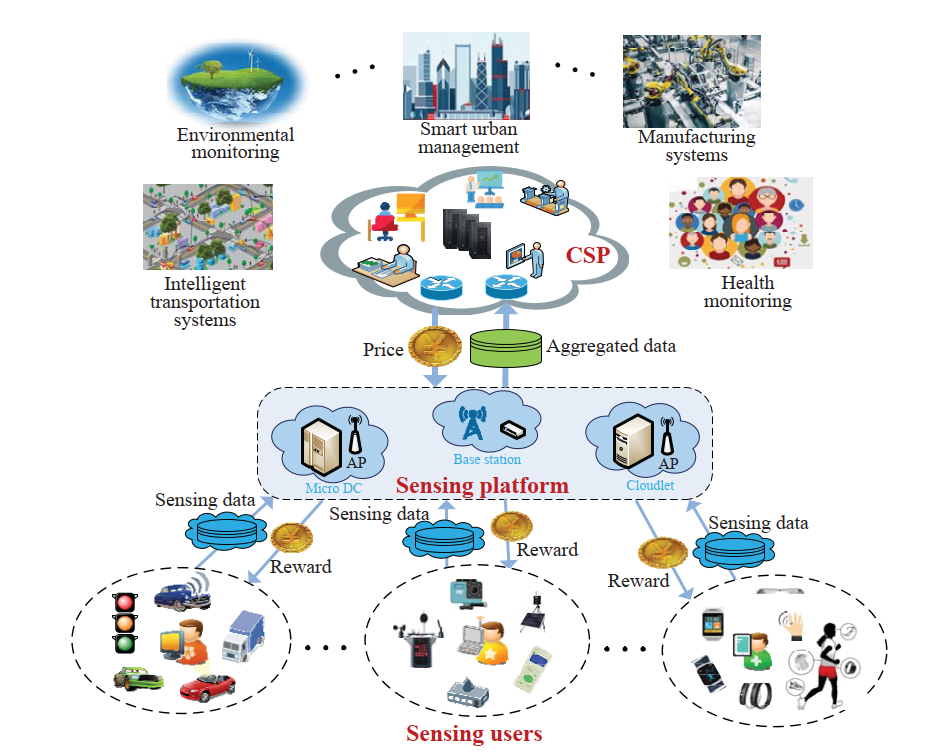 Environmental
monitoring
Smart urban
management
Manufacturing
systems
CSP
Intelligent
transportation
systems
Health
monitoring
Price
Aggregated data
AP
Micro DC
Base station
AP
Cloudlet
Sensing platform
Sensing data
Reward
Sensing data
Reward
Sensing data
Reward
Sensing users